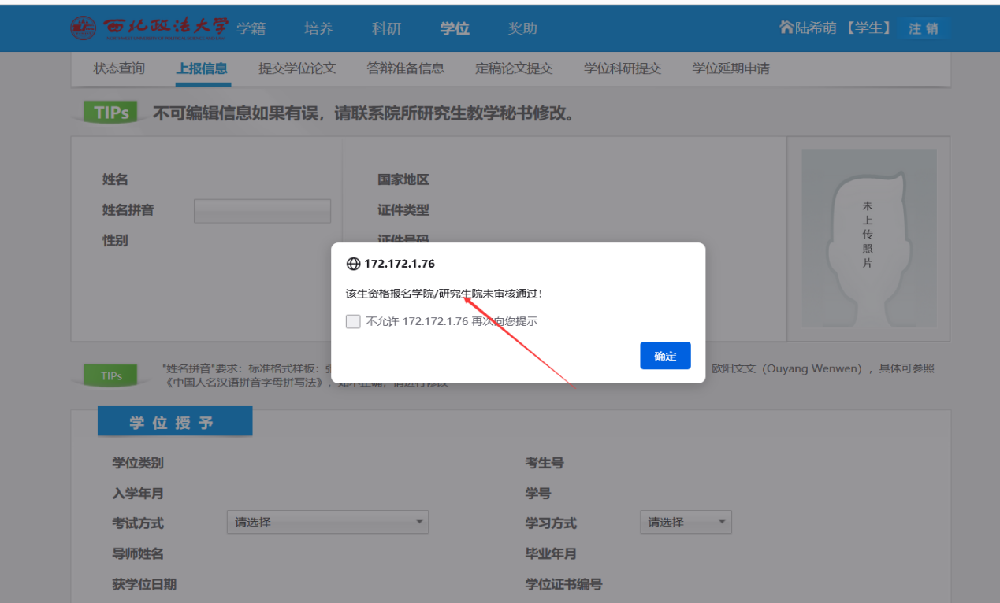 西北政法大学 学籍 培养 科研 学位 奖助 陆希萌 【学生】 注 销
状态查询 上报信息 提交学位论文 答辩准备信息 定稿论文提交 学位科研提交 学位延期申请
TIPs 不可编辑信息如果有误，请联系院所研究生教学秘书修改。
姓名 国家地区
姓名拼音 证件类型
性别 证件号码
未上传照片
172.172.1.76
该生资格报名学院/研究生院未审核通过!
不允许 172.172.1.76 再次向您提示
确定
TIPs "姓名拼音"要求：标准格式样板： 欧阳文文（Ouyang Wenwen），具体可参照
《中国人名汉语拼音字母拼写法》，如不正确，请进行修改
学 位 授 予
学位类别 考生号
入学年月 学号
考试方式 请选择 学习方式 请选择
导师姓名 毕业年月
获学位日期 学位证书编号